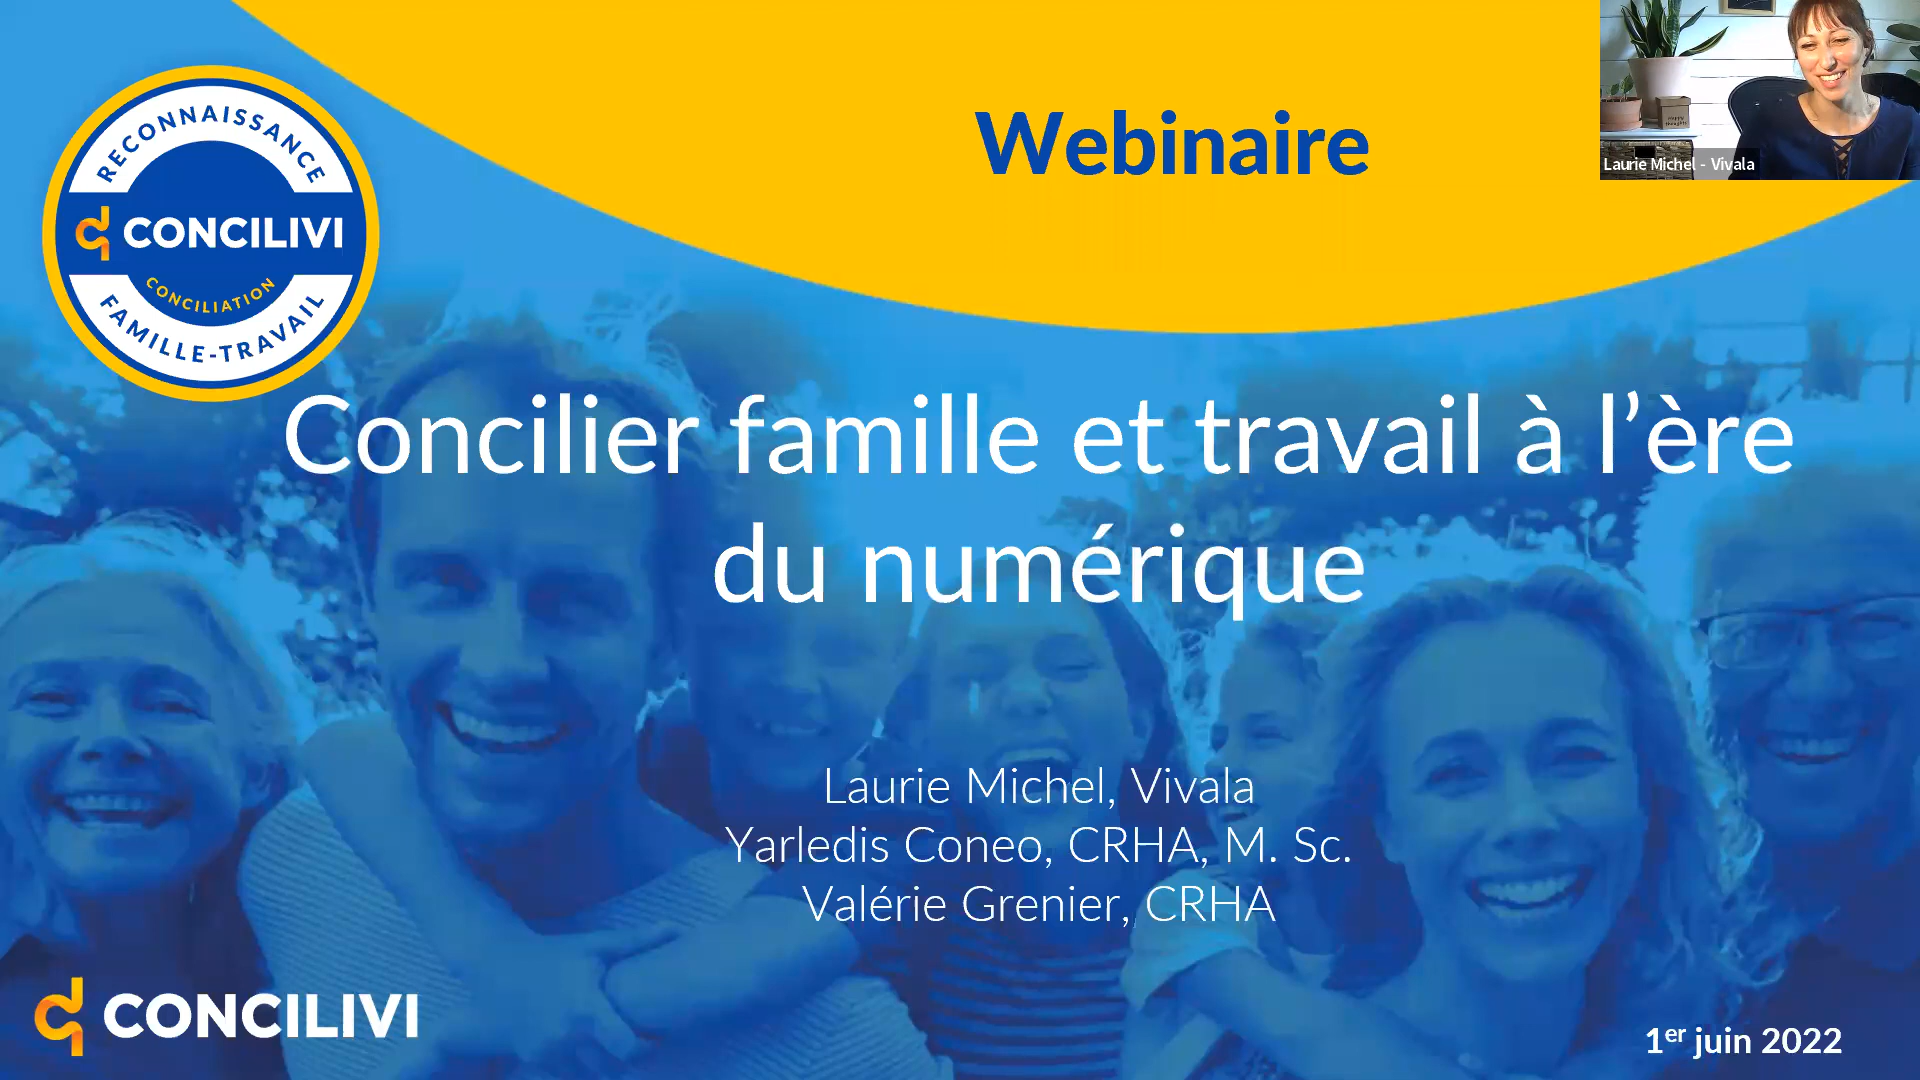 RECONNAISSANCE
CONCILIVI
CONCILIATION
FAMILLE-TRAVAIL
Webinaire
Laurie Michel - Vivala
Concilier famille et travail à l’ère
du numérique
Laurie Michel, Vivala
Yarledis Coneo, CRHA, M. Sc.
Valérie Grenier, CRHA
CONCILIVI
1er juin 2022